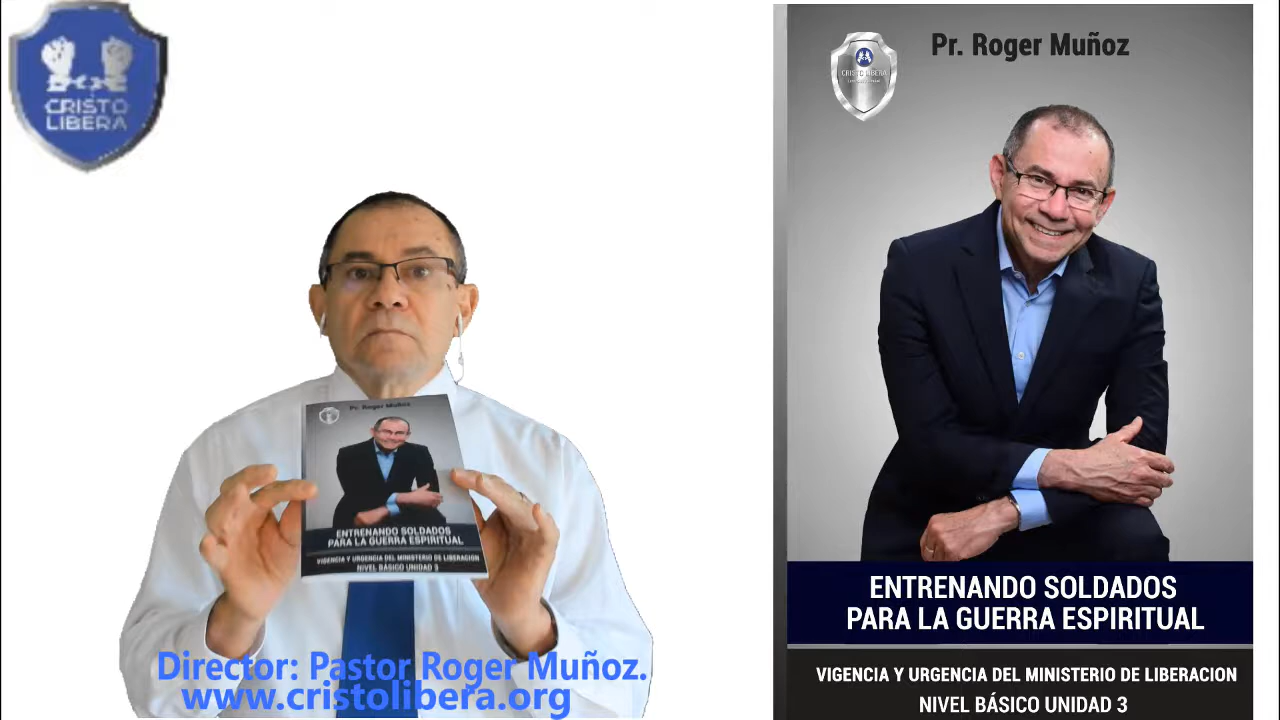 CRISTO
LIBERA
Pr. Roger Muñoz
ENTRENANDO SOLDADOS
PARA LA GUERRA ESPIRITUAL
VIGENCIA Y URGENCIA DEL MINISTERIO DE LIBERACION
NIVEL BÁSICO UNIDAD 3
Director: Pastor Roger Muñoz.
www.cristolibera.org
Pr. Roger Muñoz
CRISTO LIBERA
ENTRENANDO SOLDADOS
PARA LA GUERRA ESPIRITUAL
VIGENCIA Y URGENCIA DEL MINISTERIO DE LIBERACION
NIVEL BÁSICO UNIDAD 3